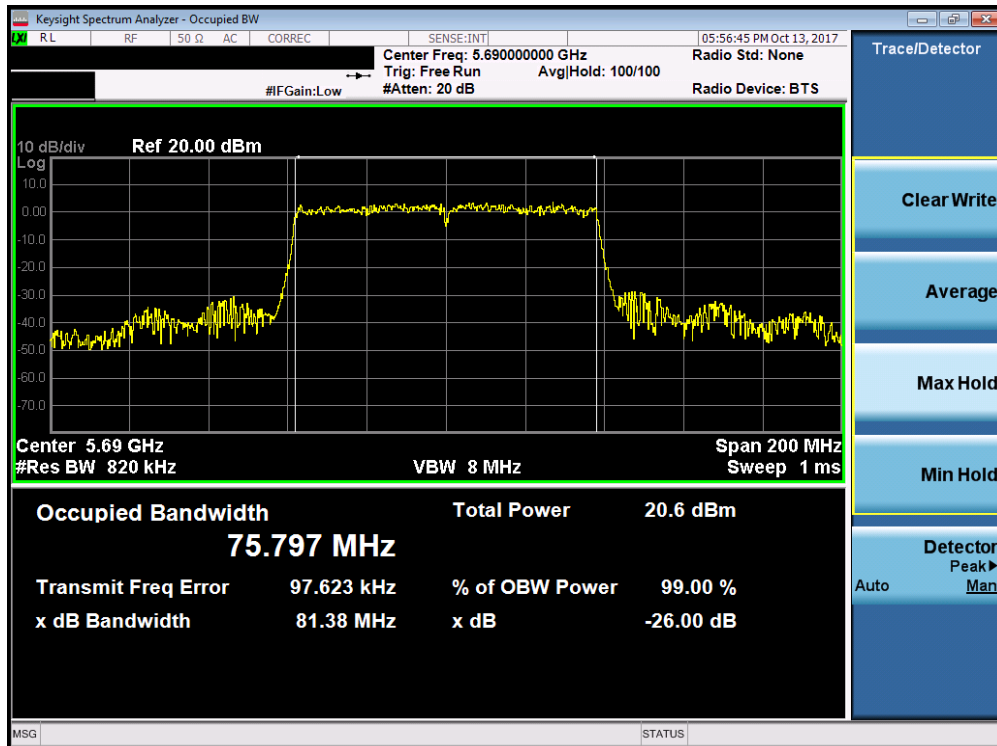 Keysight Spectrum Analyzer - Occupied BW
LXI RL RF 50 Ω AC CORREC SENSE:INT 05:56:45 PM Oct 13, 2017
Center Freq: 5.690000000 GHz Radio Std: None
Trig: Free Run Avg|Hold: 100/100
#IFGain:Low #Atten: 20 dB Radio Device: BTS
10 dB/div Ref 20.00 dBm
Log
10.0
0.00
-10.0
-20.0
-30.0
-40.0
-50.0
-60.0
-70.0
Center 5.69 GHz Span 200 MHz
#Res BW 820 kHz VBW 8 MHz Sweep 1 ms
Occupied Bandwidth Total Power 20.6 dBm
75.797 MHz
Transmit Freq Error 97.623 kHz % of OBW Power 99.00 %
x dB Bandwidth 81.38 MHz x dB -26.00 dB
MSG STATUS
Trace/Detector
Clear Write
Average
Max Hold
Min Hold
Detector
Peak▶
Auto Man